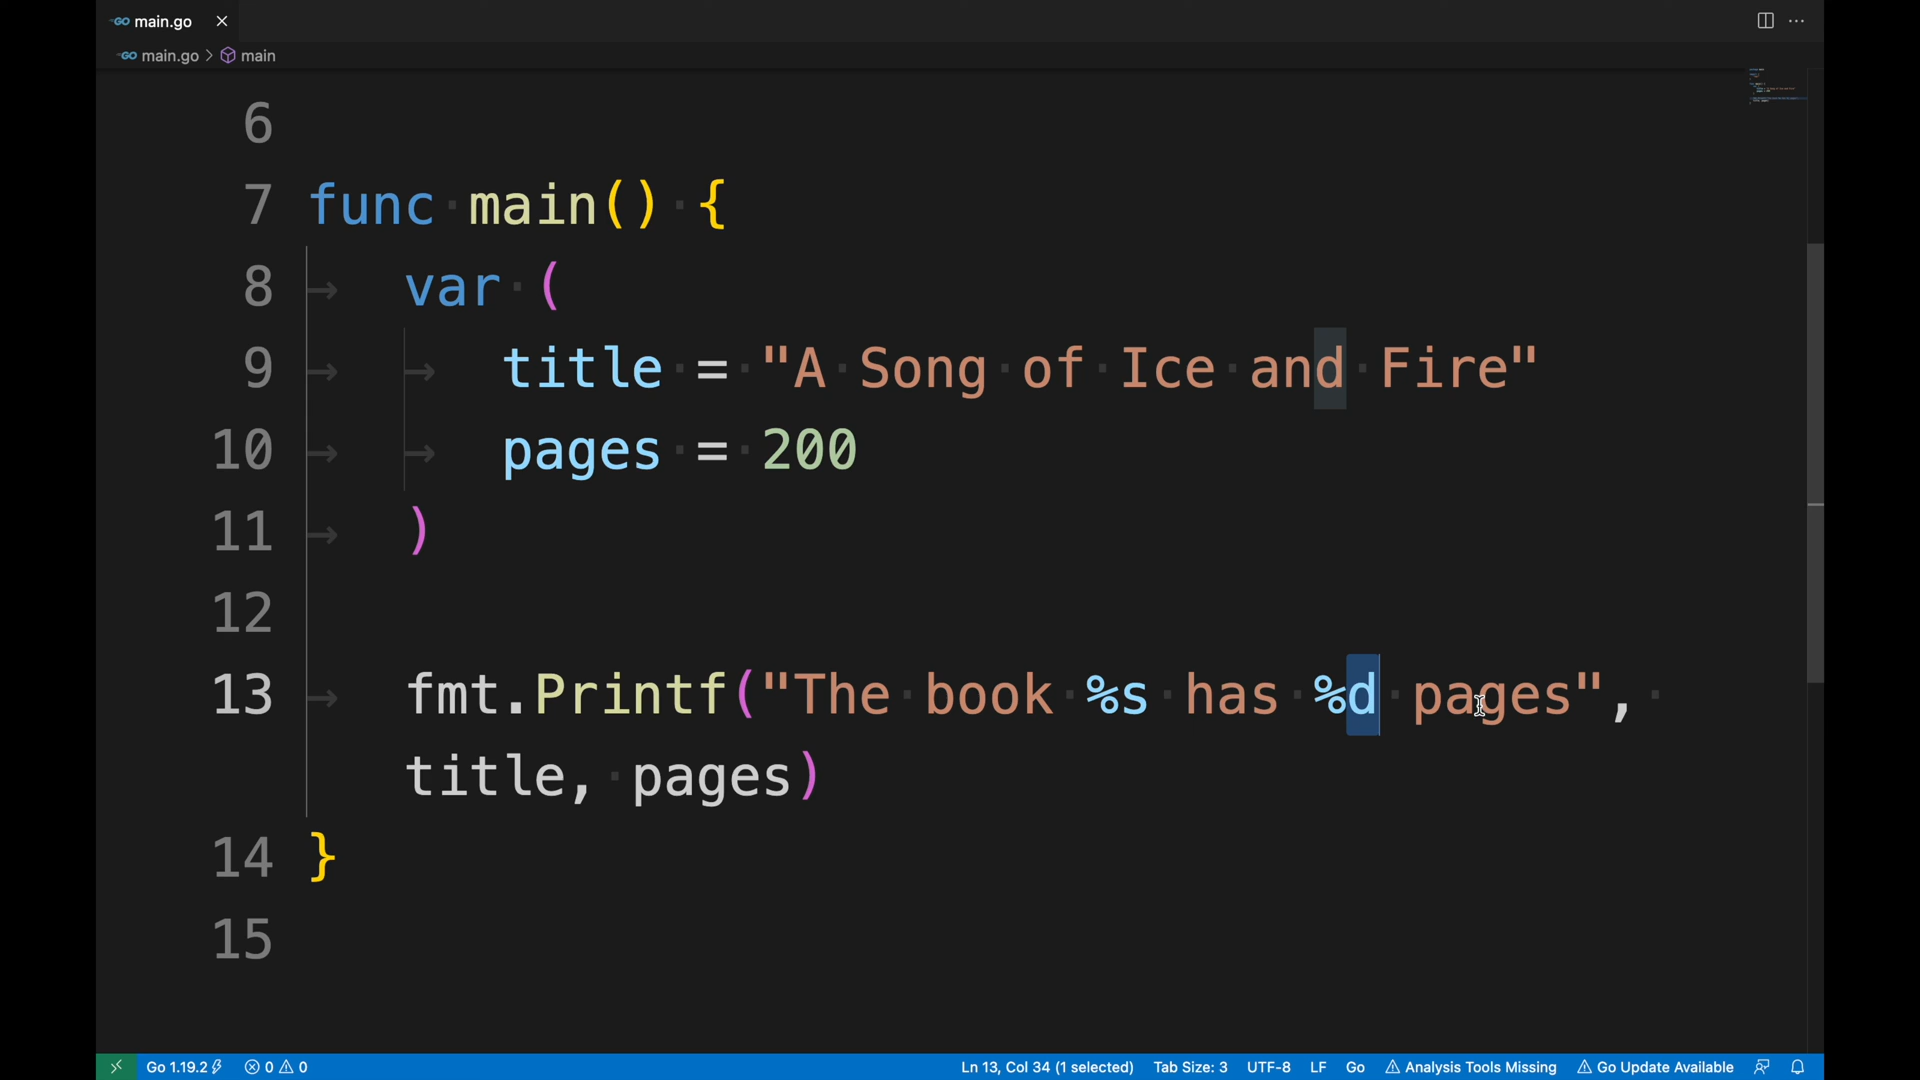 main.go
main.go > main
6
7 func main() {
8 var (
9 title = "A Song of Ice and Fire"
10 pages = 200
11 )
12
13 fmt.Printf("The book %s has %d pages",
title, pages)
14 }
15
Go 1.19.2 0 0 Ln 13, Col 34 (1 selected) Tab Size: 3 UTF-8 LF Go Analysis Tools Missing Go Update Available